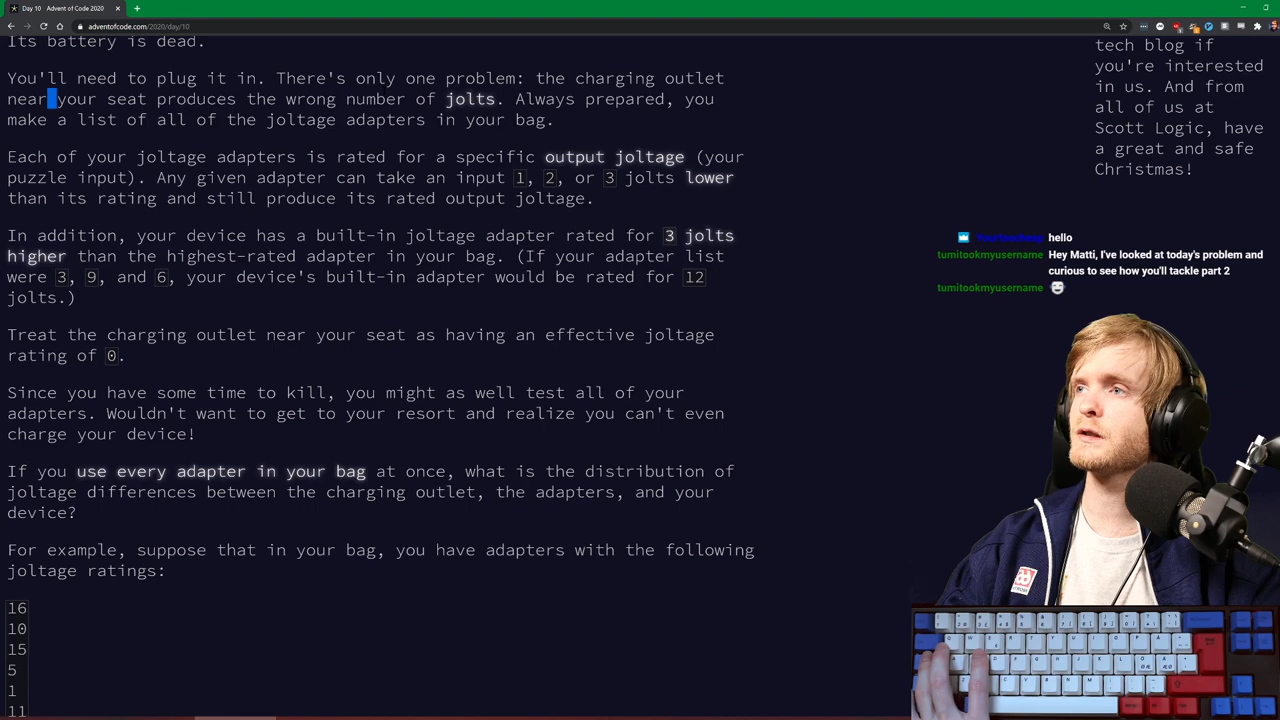 Day 10 - Advent of Code 2020
adventofcode.com/2020/day/10
Its battery is dead.
You'll need to plug it in. There's only one problem: the charging outlet
near your seat produces the wrong number of jolts. Always prepared, you
make a list of all of the joltage adapters in your bag.
Each of your joltage adapters is rated for a specific output joltage (your
puzzle input). Any given adapter can take an input 1, 2, or 3 jolts lower
than its rating and still produce its rated output joltage.
In addition, your device has a built-in joltage adapter rated for 3 jolts
higher than the highest-rated adapter in your bag. (If your adapter list
were 3, 9, and 6, your device's built-in adapter would be rated for 12
jolts.)
Treat the charging outlet near your seat as having an effective joltage
rating of 0.
Since you have some time to kill, you might as well test all of your
adapters. Wouldn't want to get to your resort and realize you can't even
charge your device!
If you use every adapter in your bag at once, what is the distribution of
joltage differences between the charging outlet, the adapters, and your
device?
For example, suppose that in your bag, you have adapters with the following
joltage ratings:
16
10
15
5
1
11
tech blog if
you're interested
in us. And from
all of us at
Scott Logic, have
a great and safe
Christmas!
hello
tumitookmyusername Hey Matti, I've looked at today's problem and
curious to see how you'll tackle part 2
tumitookmyusername